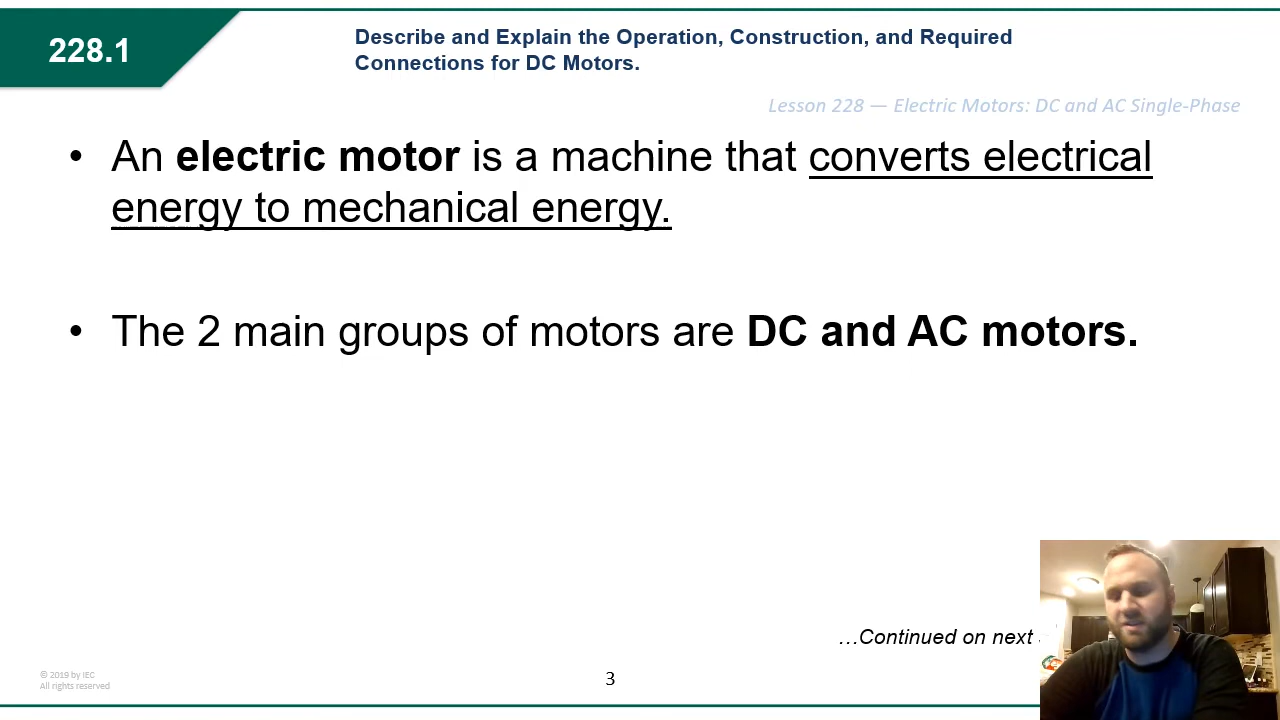 228.1
Describe and Explain the Operation, Construction, and Required
Connections for DC Motors.
Lesson 228 — Electric Motors: DC and AC Single-Phase
• An electric motor is a machine that converts electrical
energy to mechanical energy.
• The 2 main groups of motors are DC and AC motors.
…Continued on next
© 2019 by IEC
All rights reserved
3